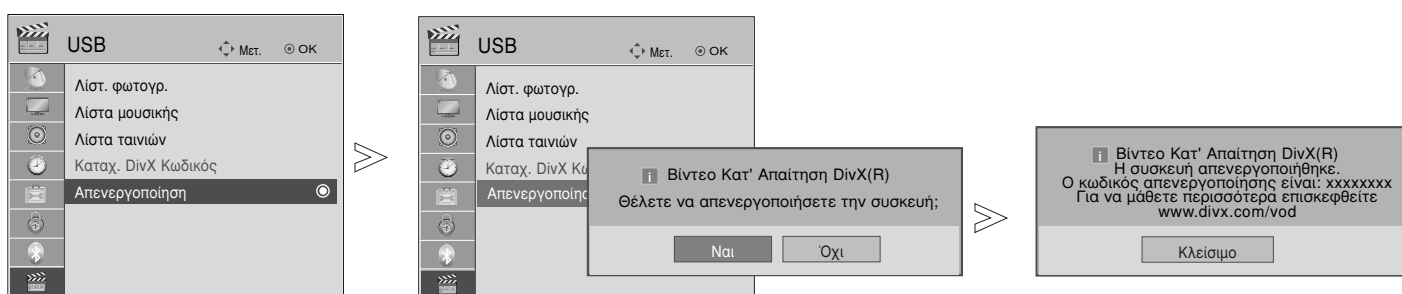 USB
Μετ.
OK
Λίστ. φωτογρ.
Λίστα μουσικής
Λίστα ταινιών
Καταχ. DivX Κωδικός
Απενεργοποίηση
USB
Μετ.
OK
Λίστ. φωτογρ.
Λίστα μουσικής
Λίστα ταινιών
Καταχ. DivX Κω
Απενεργοποίησ
i Βίντεο Κατ' Απαίτηση DivX(R)
Θέλετε να απενεργοποιήσετε την συσκευή;
Ναι
Όχι
i Βίντεο Κατ' Απαίτηση DivX(R)
Η συσκευή απενεργοποιήθηκε.
Ο κωδικός απενεργοποίησης είναι: xxxxxxxx
Για να μάθετε περισσότερα επισκεφθείτε
www.divx.com/vod
Κλείσιμο